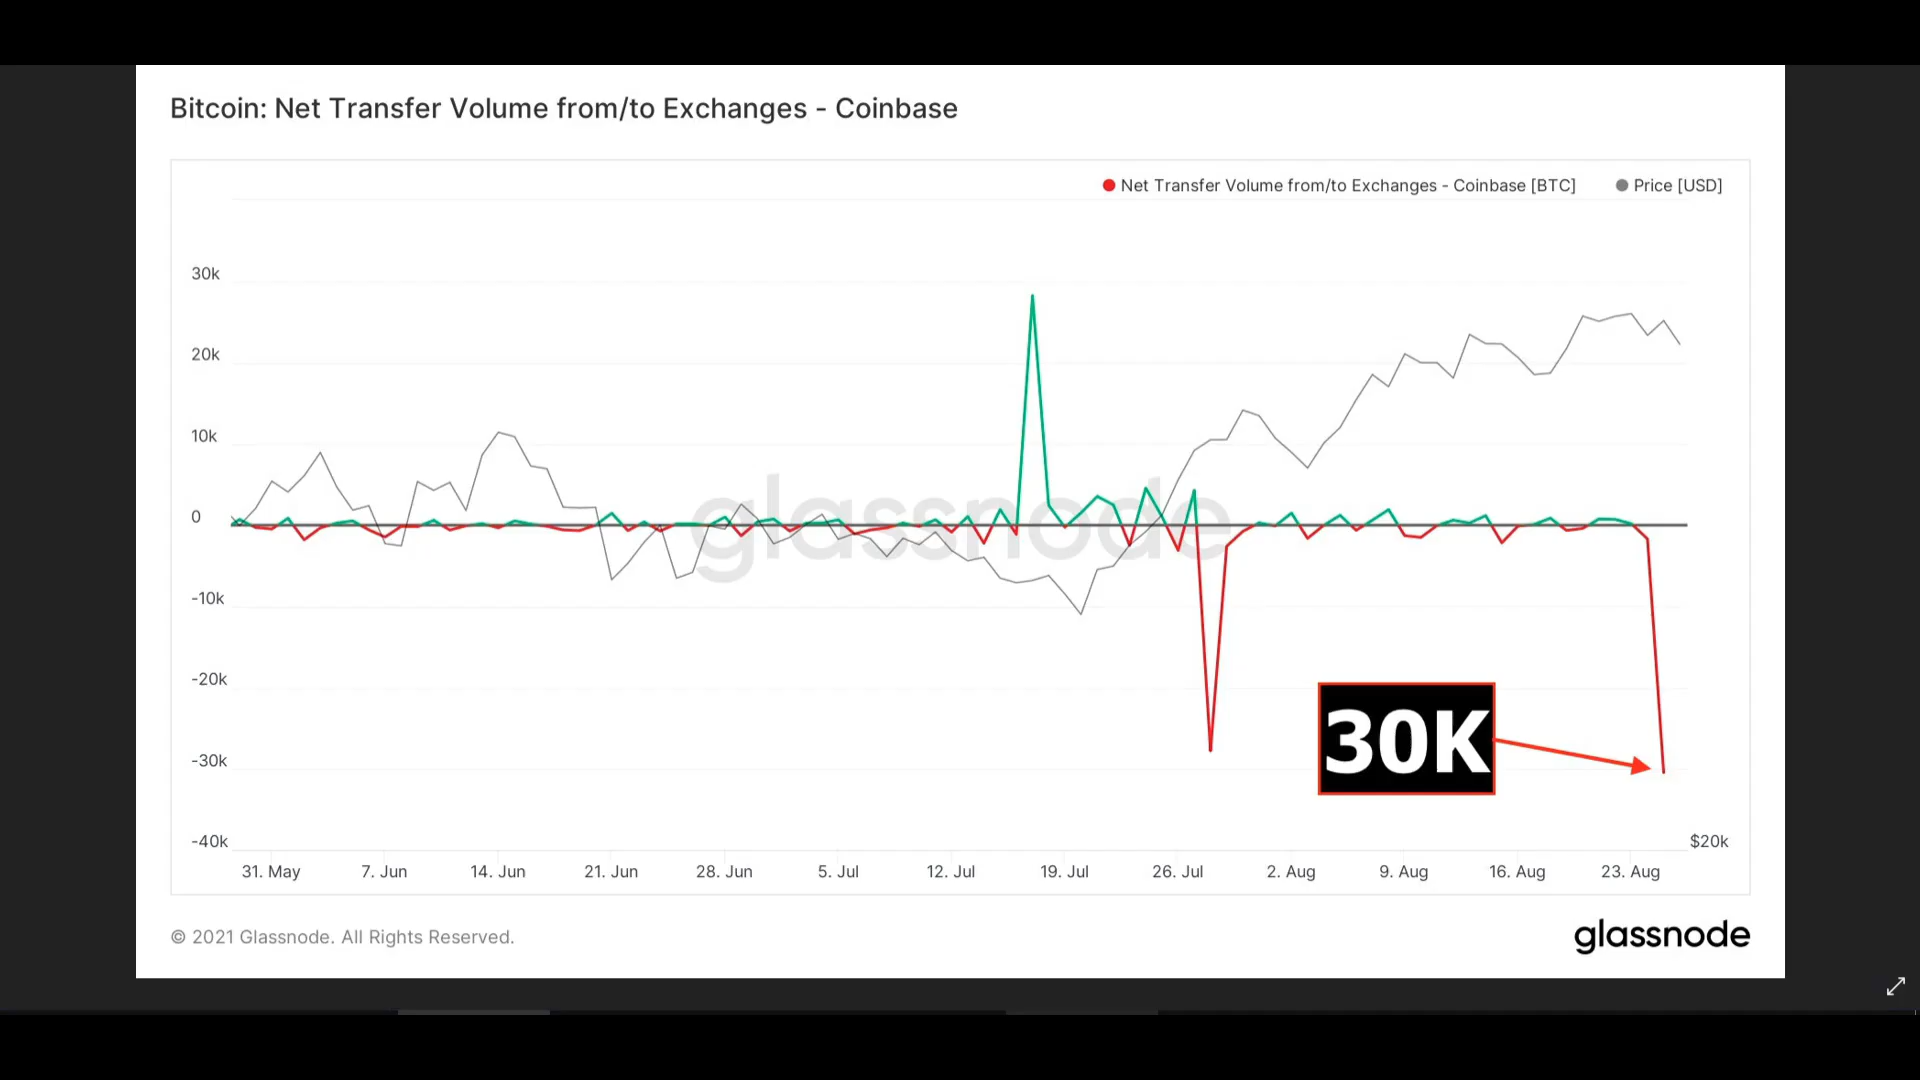 Bitcoin: Net Transfer Volume from/to Exchanges - Coinbase
Net Transfer Volume from/to Exchanges - Coinbase [BTC] Price [USD]
30k
20k
10k
0
-10k
-20k
-30k
-40k
$20k
glassnode
30K
31. May 7. Jun 14. Jun 21. Jun 28. Jun 5. Jul 12. Jul 19. Jul 26. Jul 2. Aug 9. Aug 16. Aug 23. Aug
© 2021 Glassnode. All Rights Reserved.
glassnode